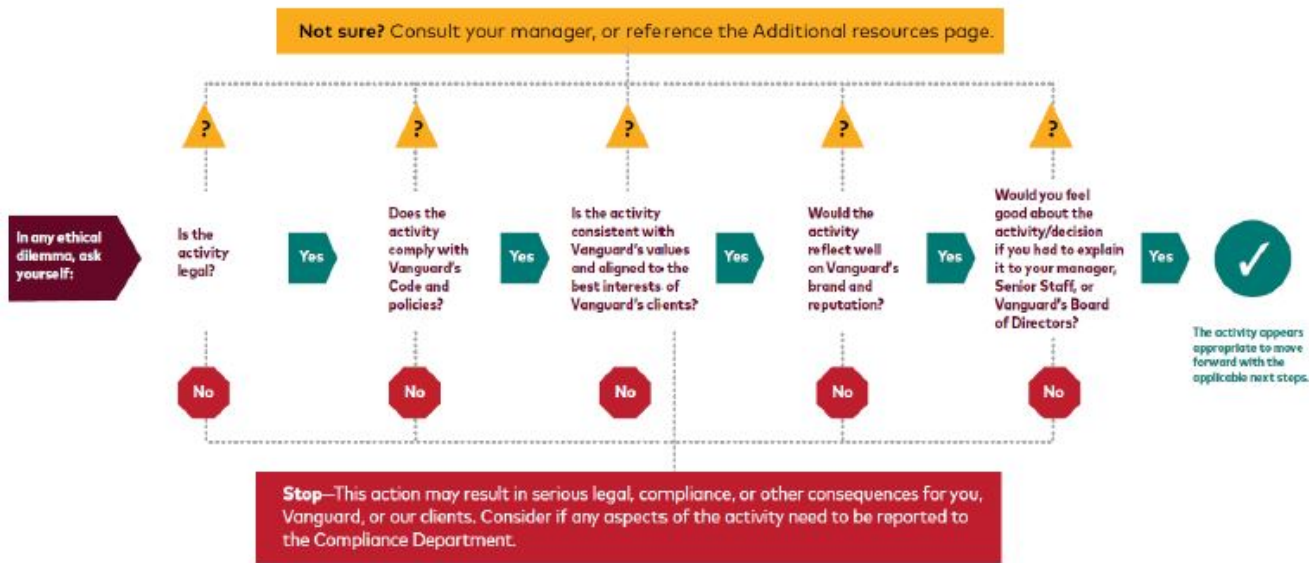 Not sure? Consult your manager, or reference the Additional resources page.
?
?
?
?
?
In any ethical
dilemma, ask
yourself:
Is the
activity
legal?
Yes
Does the
activity
comply with
Vanguard's
Code and
policies?
Yes
Is the activity
consistent with
Vanguard's values
and aligned to the
best interests of
Vanguard's clients?
Yes
Would the
activity
reflect well
on Vanguard's
brand and
reputation?
Yes
Would you feel
good about the
activity/decision
if you had to explain
it to your manager,
Senior Staff, or
Vanguard's Board
of Directors?
Yes
The activity appears
appropriate to move
forward with the
applicable next steps.
No
No
No
No
No
Stop—This action may result in serious legal, compliance, or other consequences for you,
Vanguard, or our clients. Consider if any aspects of the activity need to be reported to
the Compliance Department.